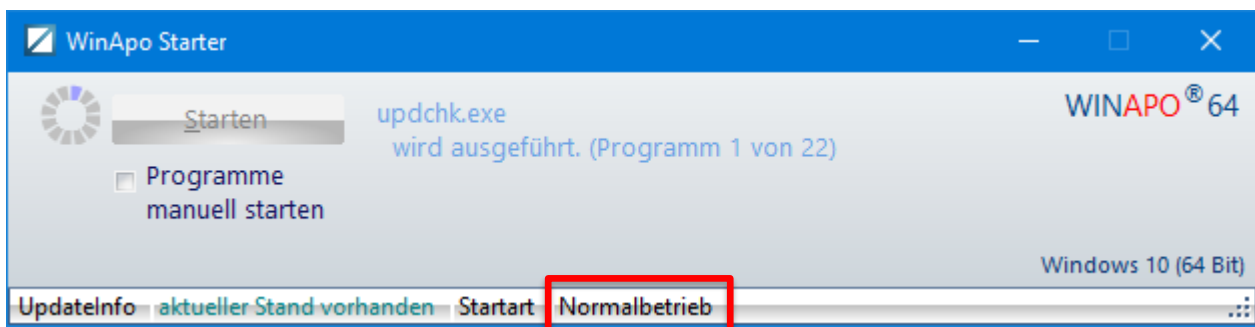 WinApo Starter
Starten
updchk.exe
wird ausgeführt. (Programm 1 von 22)
WINAPO® 64
Programme
manuell starten
Windows 10 (64 Bit)
UpdateInfo aktueller Stand vorhanden Startart Normalbetrieb